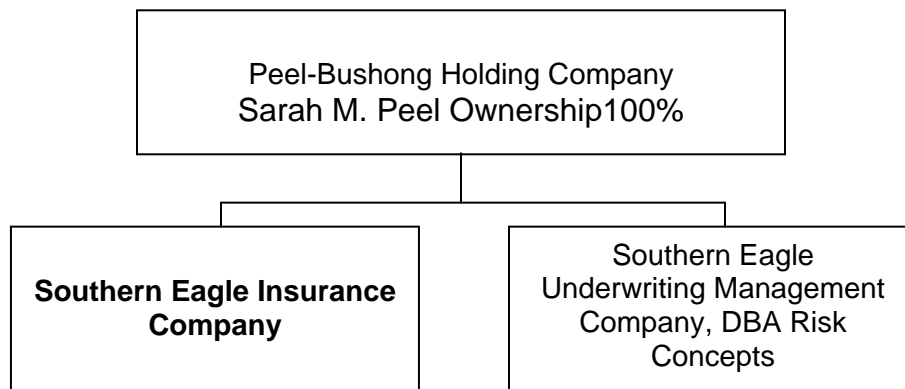 Peel-Bushong Holding Company
Sarah M. Peel Ownership100%
Southern Eagle Insurance
Company
Southern Eagle
Underwriting Management
Company, DBA Risk
Concepts